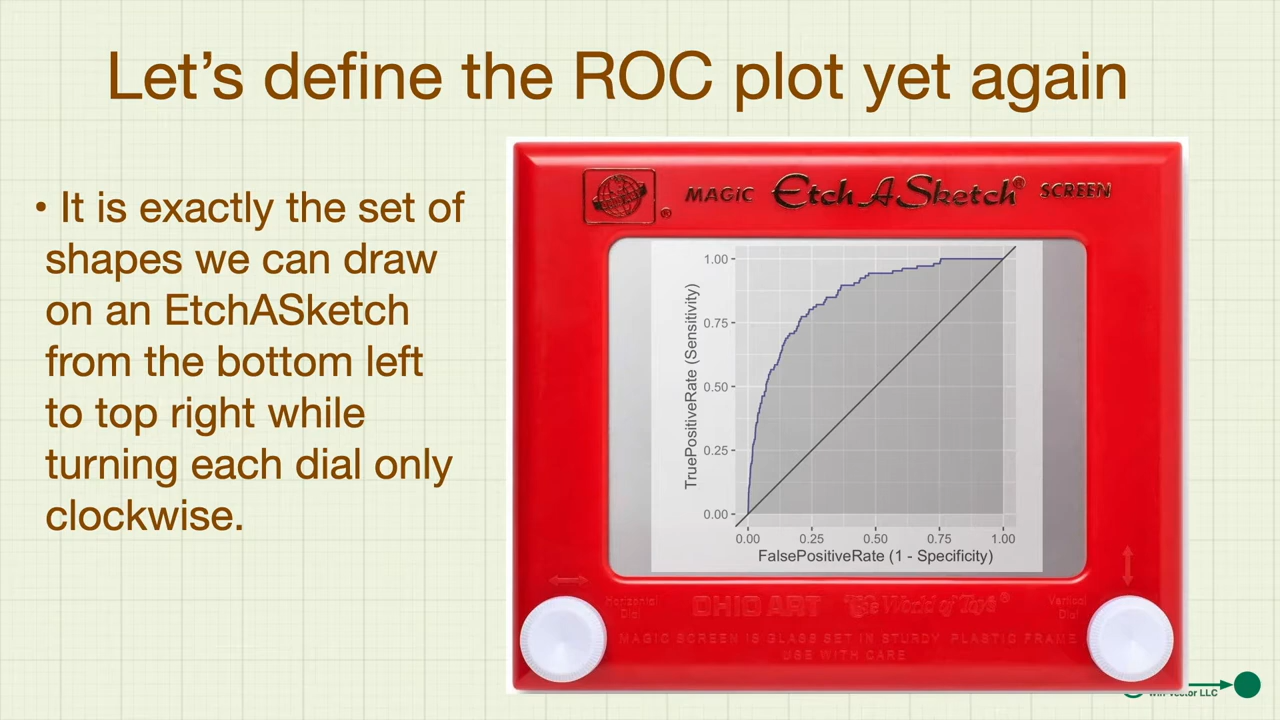 Let's define the ROC plot yet again
• It is exactly the set of
shapes we can draw
on an EtchASketch
from the bottom left
to top right while
turning each dial only
clockwise.
MAGIC Etch A Sketch® SCREEN
®
TruePositiveRate (Sensitivity)
1.00
0.75
0.50
0.25
0.00
0.00 0.25 0.50 0.75 1.00
FalsePositiveRate (1 - Specificity)
Horizontal
Dial
OHIO ART The World of Toys®
Vertical
Dial
MAGIC SCREEN IS GLASS SET IN STURDY PLASTIC FRAME
USE WITH CARE
Win Vector LLC